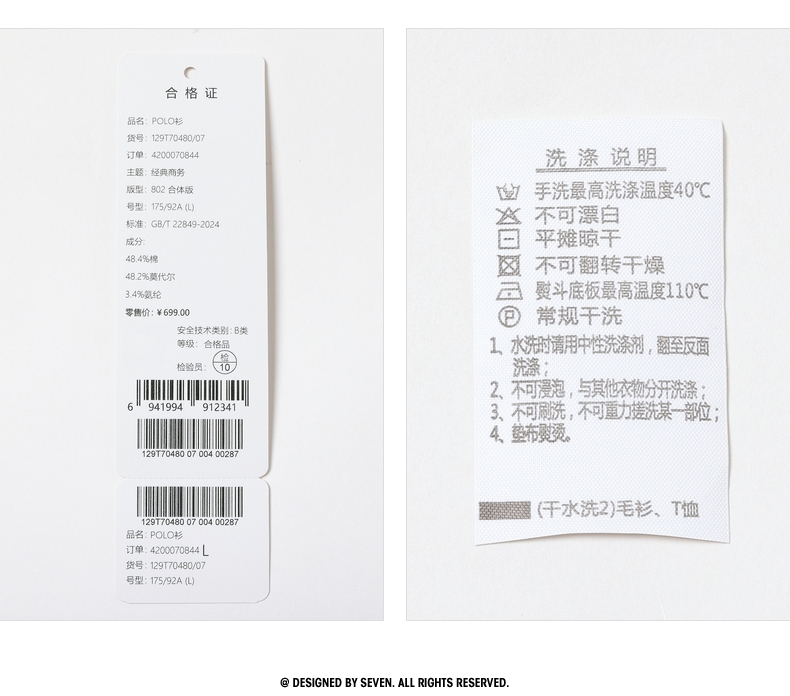 合格证
品名: POLO衫
货号: 129T70480/07
订单: 4200070844
主题: 经典商务
版型: 802 合体版
号型: 175/92A (L)
标准: GB/T 22849-2024
成分:
48.4%棉
48.2%莫代尔
3.4%氨纶
零售价: ¥ 699.00
安全技术类别: B类
等级: 合格品
检验员: 检 10
6 941994 912341
129T70480 07 004 00287
129T70480 07 004 00287
品名: POLO衫
订单: 4200070844 L
货号: 129T70480/07
号型: 175/92A (L)
洗涤说明
手洗最高洗涤温度40℃
不可漂白
平摊晾干
不可翻转干燥
熨斗底板最高温度110℃
P 常规干洗
1、水洗时请用中性洗涤剂，翻至反面
洗涤；
2、不可浸泡，与其他衣物分开洗涤；
3、不可刷洗，不可重力搓洗某一部位；
4、垫布熨烫。
(干水洗2)毛衫、T恤
@ DESIGNED BY SEVEN. ALL RIGHTS RESERVED.